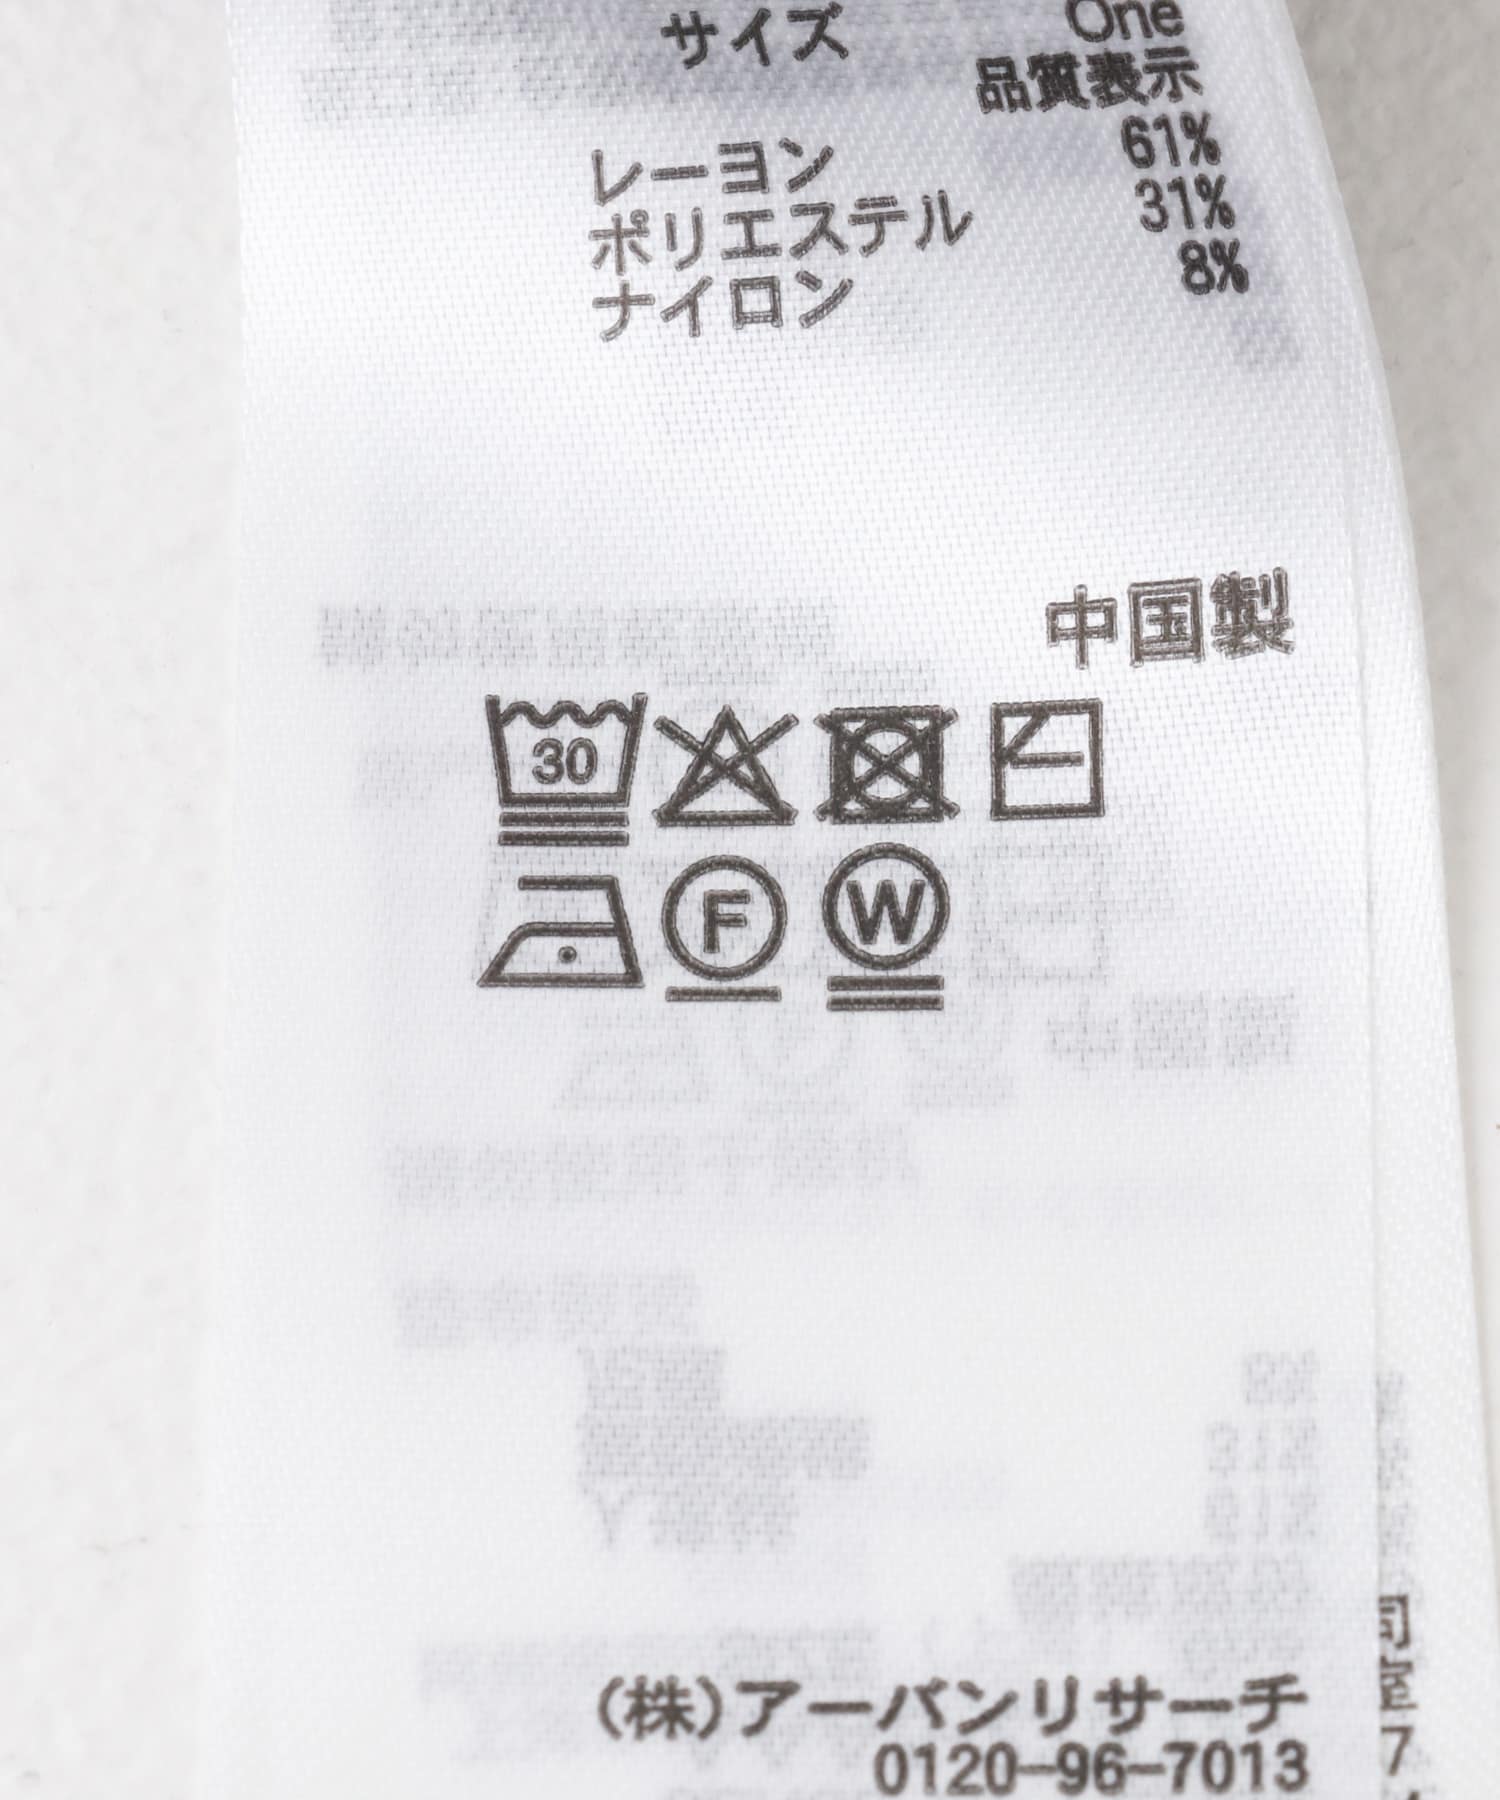 サイズ One
品質表示
レーヨン 61%
ポリエステル 31%
ナイロン 8%
中国製
30
F W
(株)アーバンリサーチ
0120-96-7013